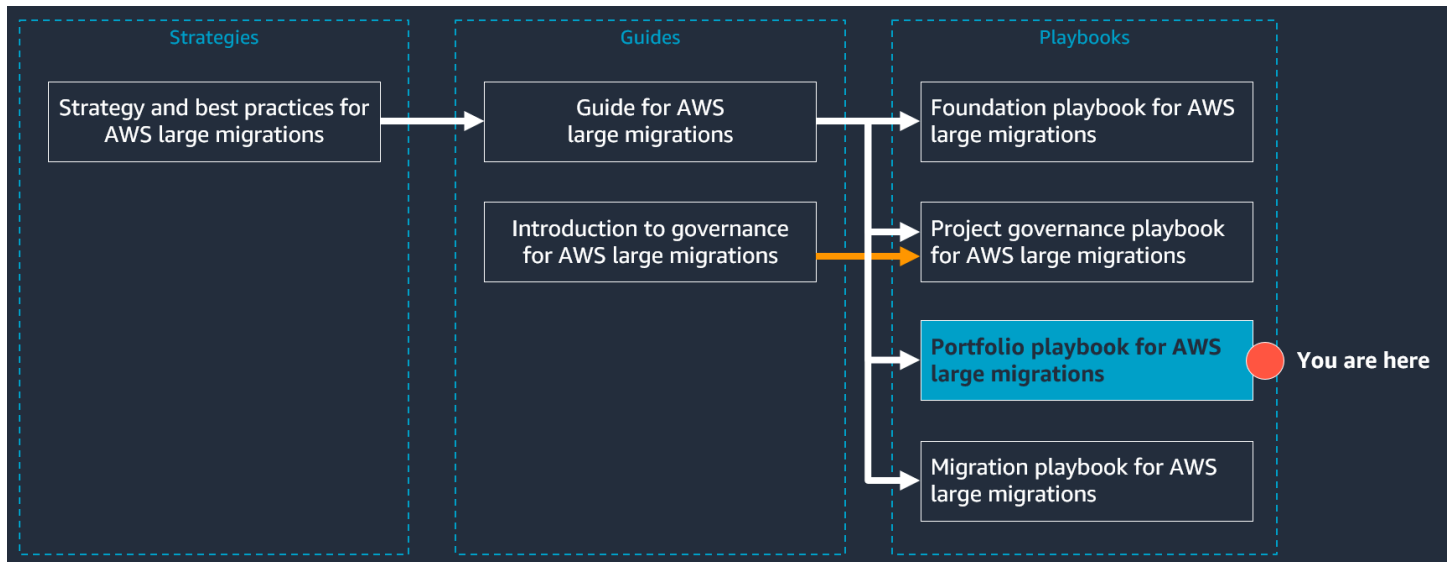 Strategies
Strategy and best practices for
AWS large migrations
Guides
Guide for AWS
large migrations
Introduction to governance
for AWS large migrations
Playbooks
Foundation playbook for AWS
large migrations
Project governance playbook
for AWS large migrations
Portfolio playbook for AWS
large migrations
You are here
Migration playbook for AWS
large migrations